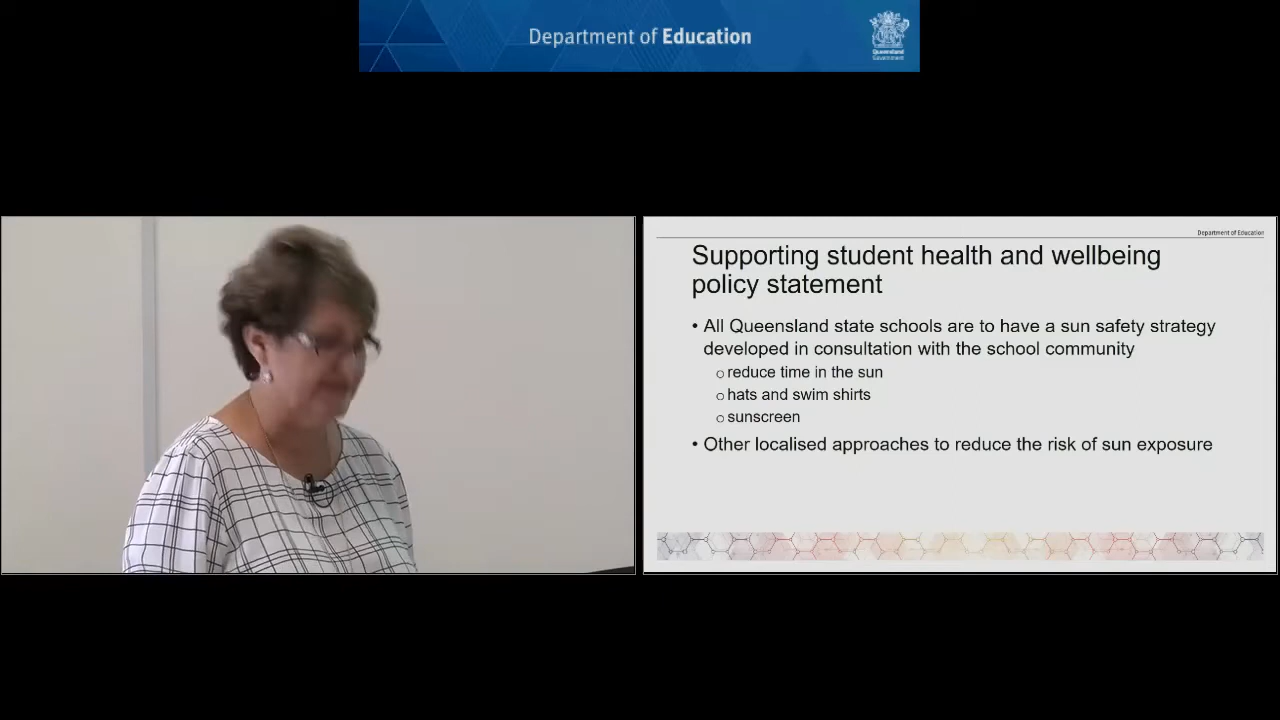 Department of Education
Queensland
Government
Department of Education
Supporting student health and wellbeing
policy statement
• All Queensland state schools are to have a sun safety strategy
developed in consultation with the school community
o reduce time in the sun
o hats and swim shirts
o sunscreen
• Other localised approaches to reduce the risk of sun exposure